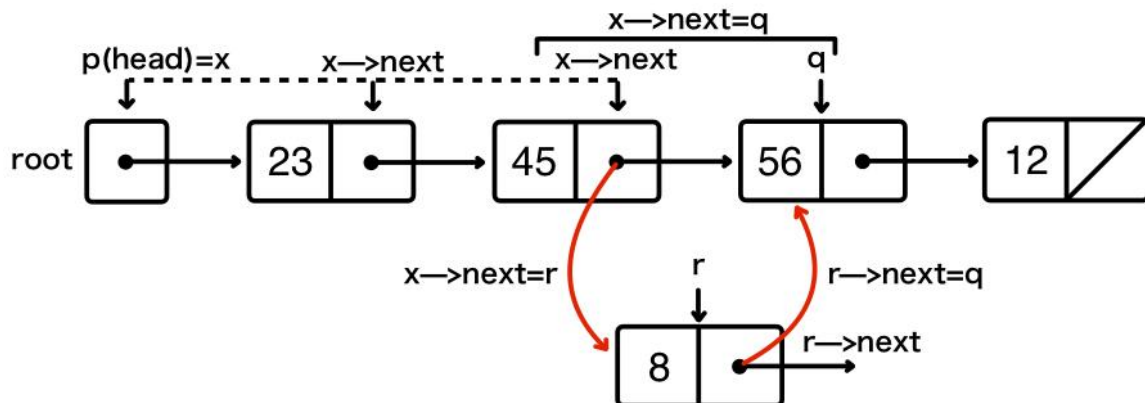 x—>next=q
p(head)=x x—>next x—>next q
root 23 45 56 12
x—>next=r r r—>next=q
8 r—>next